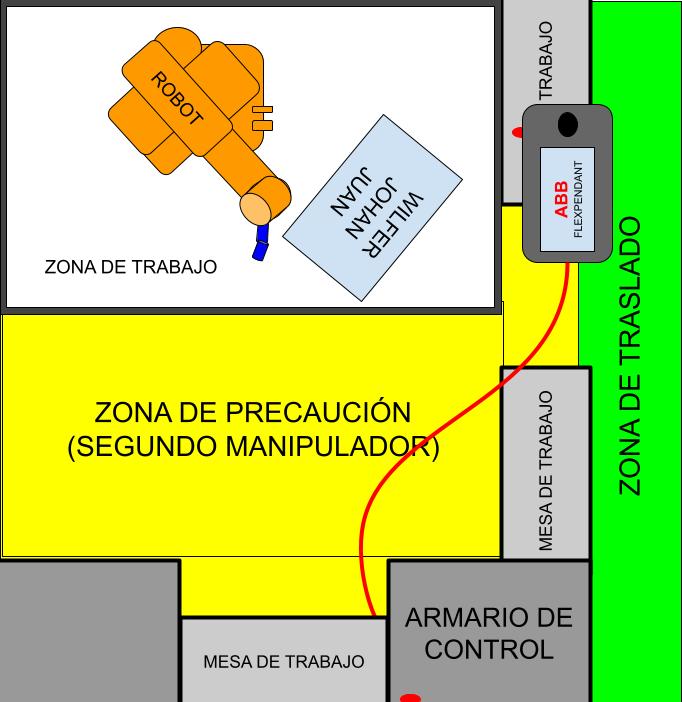 ROBOT
WILFER
JOHAN
JUAN
ZONA DE TRABAJO
TRABAJO
ABB
FLEXPENDANT
ZONA DE TRASLADO
ZONA DE PRECAUCIÓN
(SEGUNDO MANIPULADOR)
MESA DE TRABAJO
ARMARIO DE
CONTROL
MESA DE TRABAJO